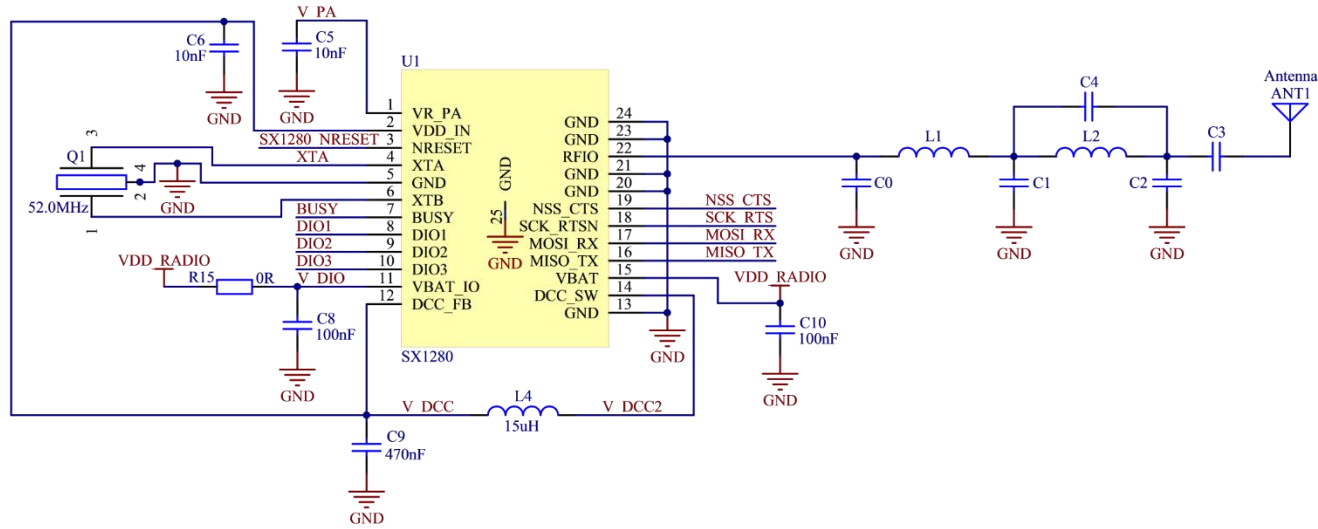 V_PA
C6
10nF
C5
10nF
GND
GND
U1
1 VR_PA
2 VDD_IN
SX1280_NRESET 3 NRESET
XTA 4 XTA
5 GND
6 XTB
BUSY 7 BUSY
DIO1 8 DIO1
DIO2 9 DIO2
DIO3 10 DIO3
V_DIO 11 VBAT_IO
12 DCC_FB
GND
25
GND
GND 24
GND 23
RFIO 22
GND 21
GND 20
NSS_CTS 19 NSS_CTS
SCK_RTSN 18 SCK_RTS
MOSI_RX 17 MOSI_RX
MISO_TX 16 MISO_TX
VBAT 15
DCC_SW 14
GND 13
SX1280
3
Q1
4
2
52.0MHz
1
GND
VDD_RADIO
R15 0R
C8
100nF
GND
GND
VDD_RADIO
C10
100nF
GND
V_DCC
L4
15uH
V_DCC2
C9
470nF
GND
C0
GND
L1
C1
GND
C4
L2
C2
GND
C3
Antenna
ANT1